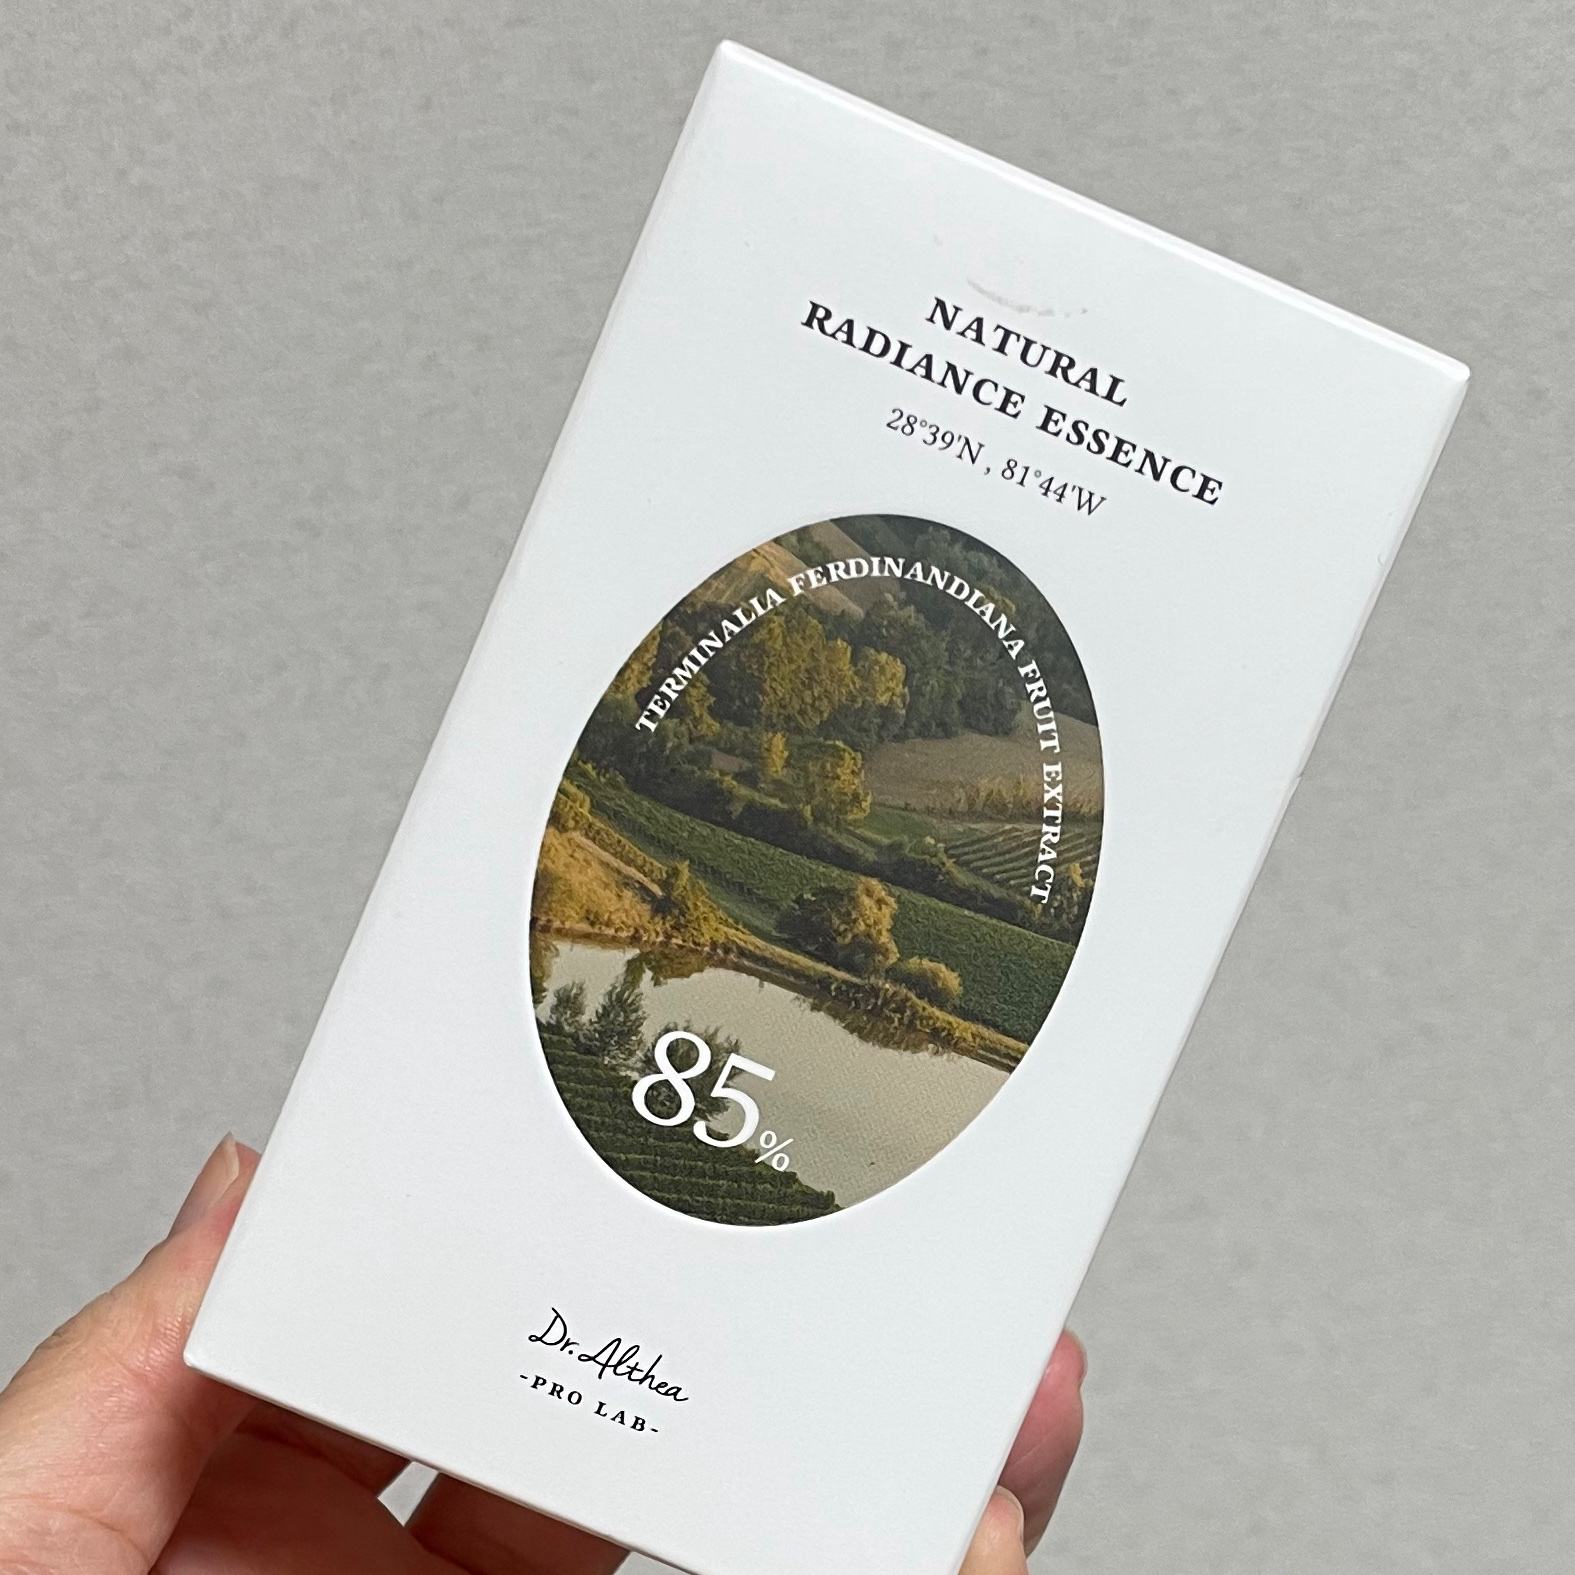 NATURAL
RADIANCE ESSENCE
28°39'N, 81°44'W
TERMINALIA FERDINANDIANA FRUIT EXTRACT
85%
Dr.Althea
-PRO LAB-